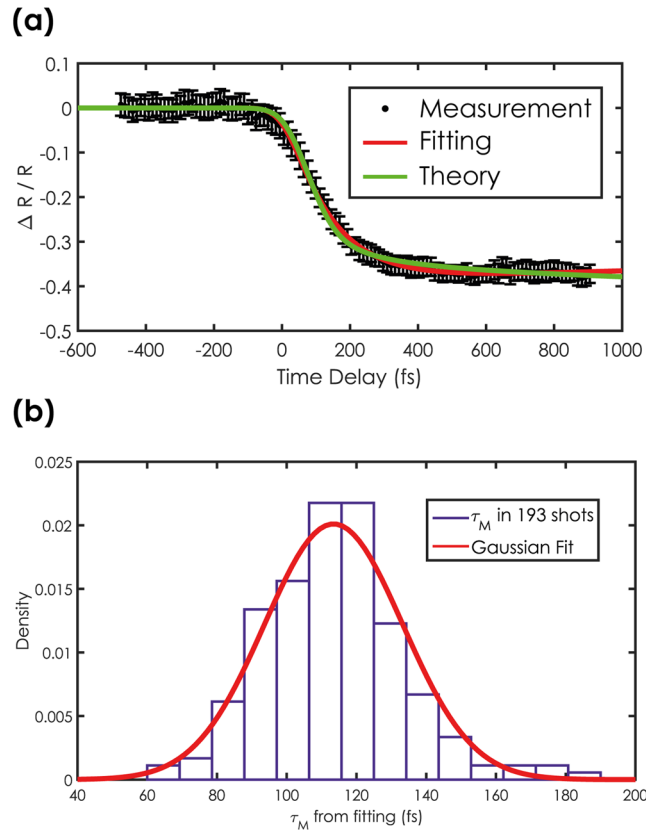 (a)
0.1
0
-0.1
-0.2
-0.3
-0.4
-0.5
Δ R / R
Measurement
Fitting
Theory
-600 -400 -200 0 200 400 600 800 1000
Time Delay (fs)
(b)
0.025
0.02
0.015
0.01
0.005
0
Density
τM in 193 shots
Gaussian Fit
40 60 80 100 120 140 160 180 200
τM from fitting (fs)